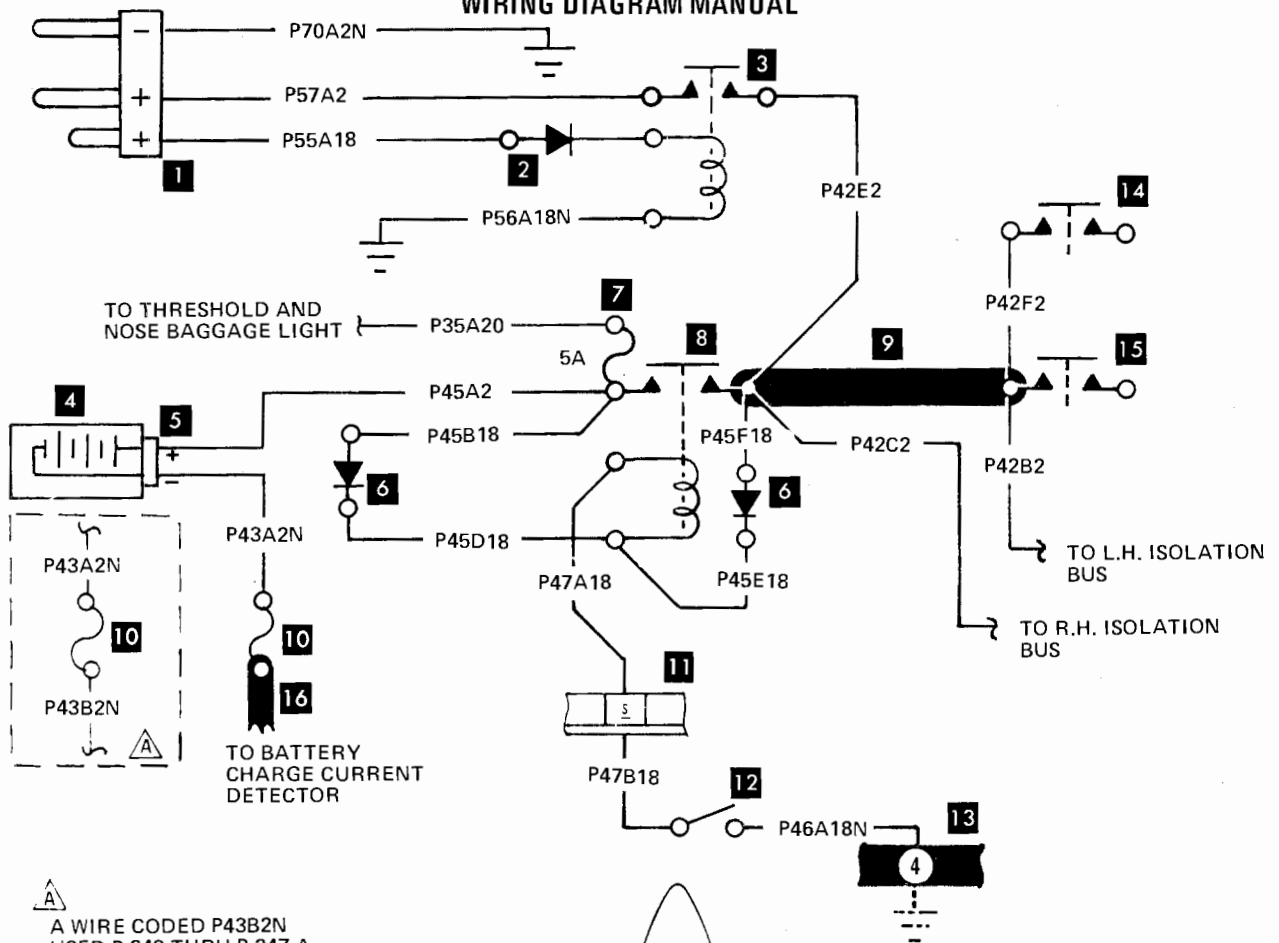 WIRING DIAGRAM MANUAL
− P70A2N
+ P57A2
3
+ P55A18
1
2
P42E2
14
P56A18N
TO THRESHOLD AND
NOSE BAGGAGE LIGHT
P35A20
7
P42F2
5A
8
9
15
4
5
P45A2
+
−
P45B18
P45F18
P42C2
P42B2
6
6
P43A2N
P43A2N
P45D18
P47A18
P45E18
TO L.H. ISOLATION
BUS
TO R.H. ISOLATION
BUS
10
10
11
P43B2N
16
S
A
TO BATTERY
CHARGE CURRENT
DETECTOR
P47B18
12
P46A18N
13
4
A
A WIRE CODED P43B2N